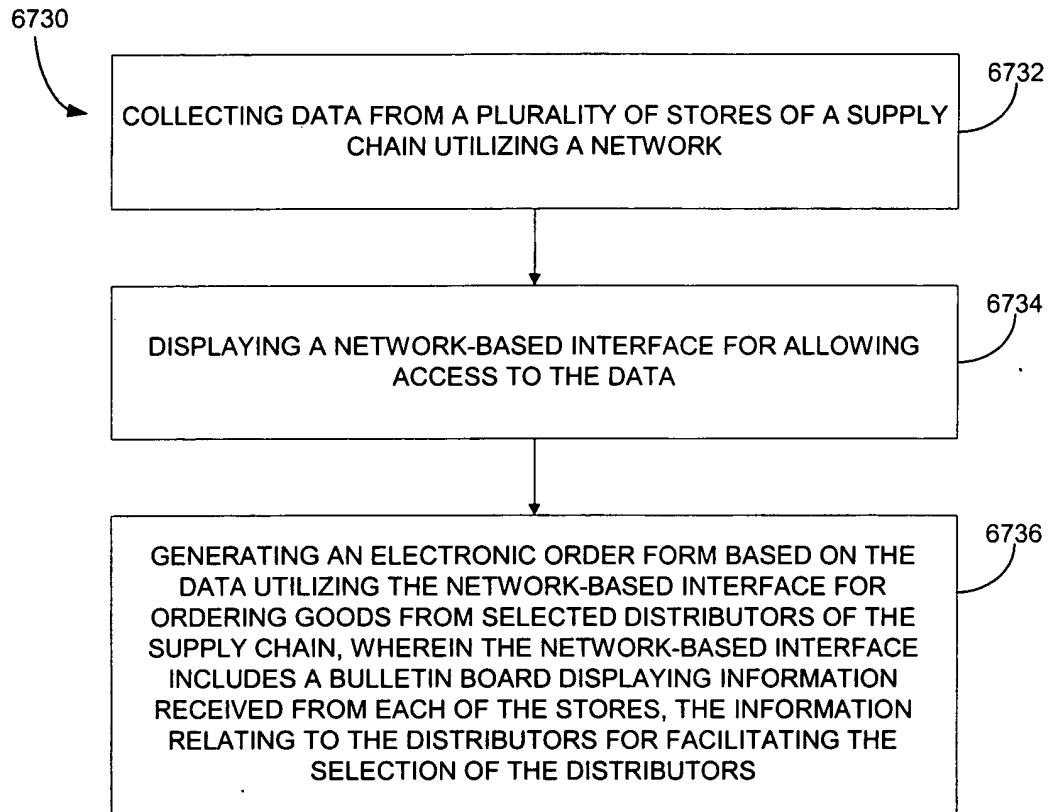 6730
6732
COLLECTING DATA FROM A PLURALITY OF STORES OF A SUPPLY
CHAIN UTILIZING A NETWORK
6734
DISPLAYING A NETWORK-BASED INTERFACE FOR ALLOWING
ACCESS TO THE DATA
6736
GENERATING AN ELECTRONIC ORDER FORM BASED ON THE
DATA UTILIZING THE NETWORK-BASED INTERFACE FOR
ORDERING GOODS FROM SELECTED DISTRIBUTORS OF THE
SUPPLY CHAIN, WHEREIN THE NETWORK-BASED INTERFACE
INCLUDES A BULLETIN BOARD DISPLAYING INFORMATION
RECEIVED FROM EACH OF THE STORES, THE INFORMATION
RELATING TO THE DISTRIBUTORS FOR FACILITATING THE
SELECTION OF THE DISTRIBUTORS